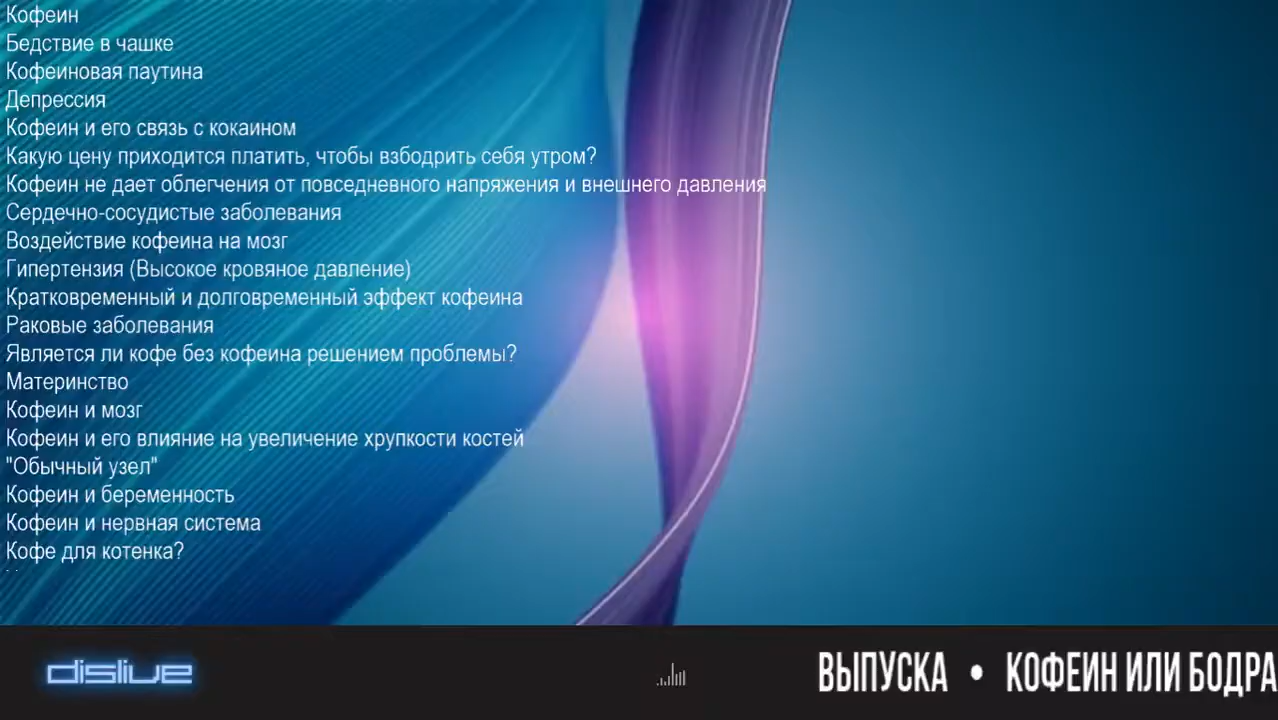 Кофеин
Бедствие в чашке
Кофеиновая паутина
Депрессия
Кофеин и его связь с кокаином
Какую цену приходится платить, чтобы взбодрить себя утром?
Кофеин не дает облегчения от повседневного напряжения и внешнего давления
Сердечно-сосудистые заболевания
Воздействие кофеина на мозг
Гипертензия (Высокое кровяное давление)
Кратковременный и долговременный эффект кофеина
Раковые заболевания
Является ли кофе без кофеина решением проблемы?
Материнство
Кофеин и мозг
Кофеин и его влияние на увеличение хрупкости костей
"Обычный узел"
Кофеин и беременность
Кофеин и нервная система
Кофе для котенка?
dislive
ВЫПУСКА • КОФЕИН ИЛИ БОДРА